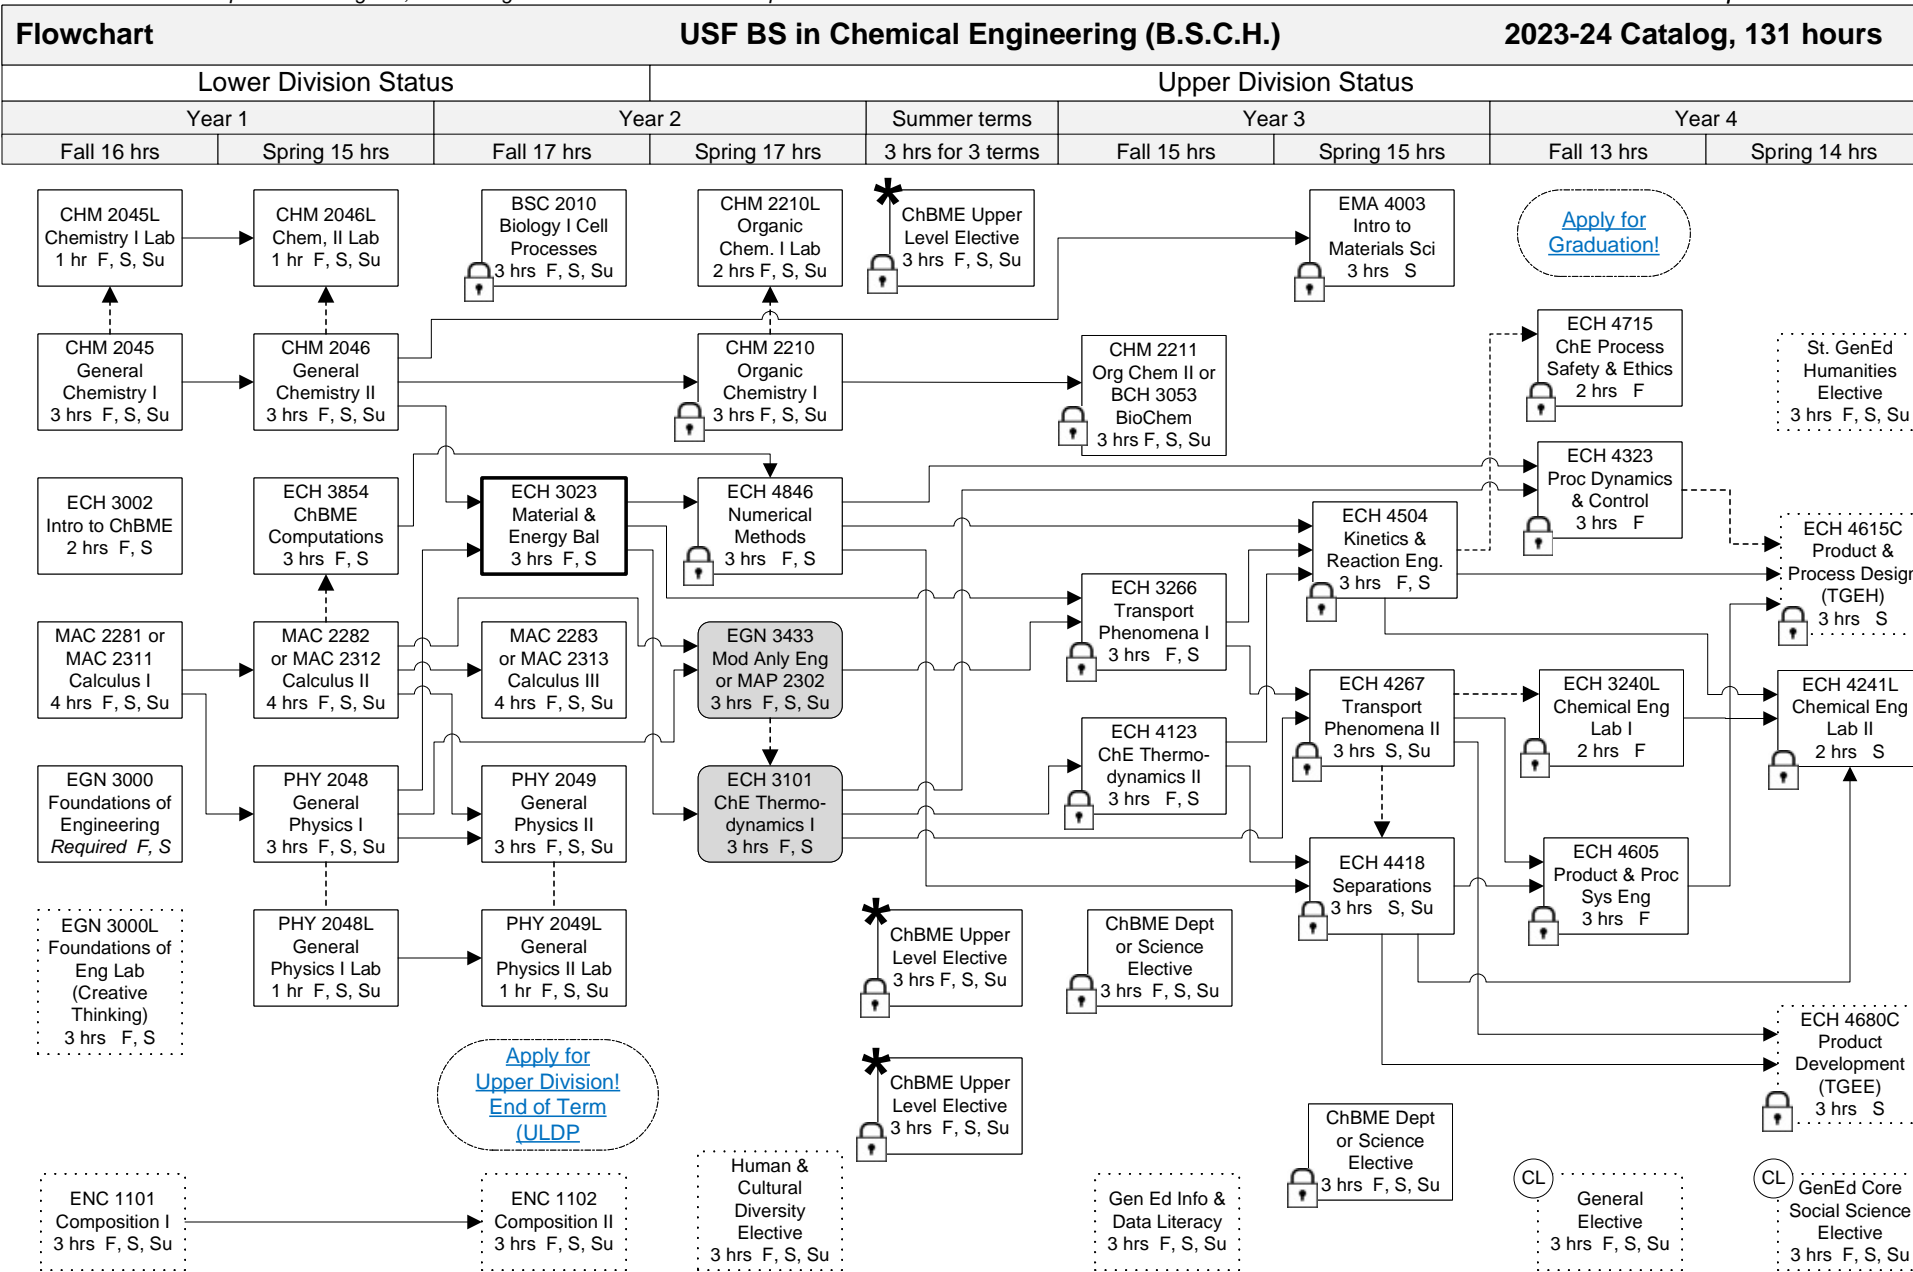 Flowchart
USF BS in Chemical Engineering (B.S.C.H.)
2023-24 Catalog, 131 hours
Lower Division Status
Upper Division Status
Year 1
Year 2
Summer terms
Year 3
Year 4
Fall 16 hrs
Spring 15 hrs
Fall 17 hrs
Spring 17 hrs
3 hrs for 3 terms
Fall 15 hrs
Spring 15 hrs
Fall 13 hrs
Spring 14 hrs
CHM 2045L
Chemistry I Lab
1 hr F, S, Su
CHM 2046L
Chem, II Lab
1 hr F, S, Su
BSC 2010
Biology I Cell
Processes
3 hrs F, S, Su
CHM 2210L
Organic
Chem. I Lab
2 hrs F, S, Su
*
ChBME Upper
Level Elective
3 hrs F, S, Su
EMA 4003
Intro to
Materials Sci
3 hrs S
Apply for
Graduation!
CHM 2045
General
Chemistry I
3 hrs F, S, Su
CHM 2046
General
Chemistry II
3 hrs F, S, Su
CHM 2210
Organic
Chemistry I
3 hrs F, S, Su
CHM 2211
Org Chem II or
BCH 3053
BioChem
3 hrs F, S, Su
ECH 4715
ChE Process
Safety & Ethics
2 hrs F
St. GenEd
Humanities
Elective
3 hrs F, S, Su
ECH 3002
Intro to ChBME
2 hrs F, S
ECH 3854
ChBME
Computations
3 hrs F, S
ECH 3023
Material &
Energy Bal
3 hrs F, S
ECH 4846
Numerical
Methods
3 hrs F, S
ECH 4504
Kinetics &
Reaction Eng.
3 hrs F, S
ECH 4323
Proc Dynamics
& Control
3 hrs F
ECH 4615C
Product &
Process Design
(TGEH)
3 hrs S
MAC 2281 or
MAC 2311
Calculus I
4 hrs F, S, Su
MAC 2282
or MAC 2312
Calculus II
4 hrs F, S, Su
MAC 2283
or MAC 2313
Calculus III
4 hrs F, S, Su
EGN 3433
Mod Anly Eng
or MAP 2302
3 hrs F, S, Su
ECH 3266
Transport
Phenomena I
3 hrs F, S
ECH 4267
Transport
Phenomena II
3 hrs S, Su
ECH 3240L
Chemical Eng
Lab I
2 hrs F
ECH 4241L
Chemical Eng
Lab II
2 hrs S
EGN 3000
Foundations of
Engineering
Required F, S
PHY 2048
General
Physics I
3 hrs F, S, Su
PHY 2049
General
Physics II
3 hrs F, S, Su
ECH 3101
ChE Thermo-
dynamics I
3 hrs F, S
ECH 4123
ChE Thermo-
dynamics II
3 hrs F, S
ECH 4418
Separations
3 hrs S, Su
ECH 4605
Product & Proc
Sys Eng
3 hrs F
EGN 3000L
Foundations of
Eng Lab
(Creative
Thinking)
3 hrs F, S
PHY 2048L
General
Physics I Lab
1 hr F, S, Su
PHY 2049L
General
Physics II Lab
1 hr F, S, Su
*
ChBME Upper
Level Elective
3 hrs F, S, Su
ChBME Dept
or Science
Elective
3 hrs F, S, Su
ECH 4680C
Product
Development
(TGEE)
3 hrs S
Apply for
Upper Division!
End of Term
(ULDP
*
ChBME Upper
Level Elective
3 hrs F, S, Su
ChBME Dept
or Science
Elective
3 hrs F, S, Su
ENC 1101
Composition I
3 hrs F, S, Su
ENC 1102
Composition II
3 hrs F, S, Su
Human &
Cultural
Diversity
Elective
3 hrs F, S, Su
Gen Ed Info &
Data Literacy
3 hrs F, S, Su
CL
General
Elective
3 hrs F, S, Su
CL
GenEd Core
Social Science
Elective
3 hrs F, S, Su